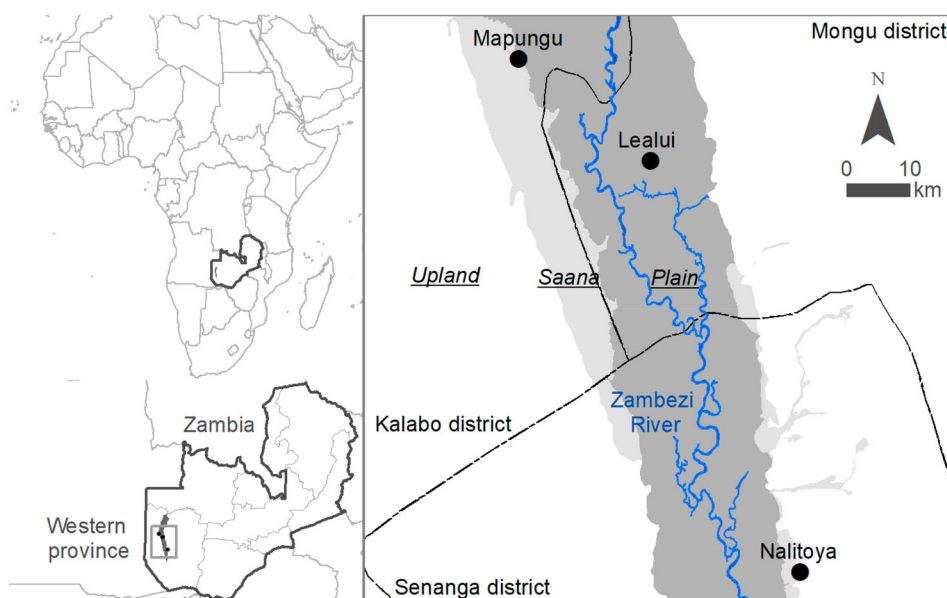 Mapungu
Mongu district
N
Lealui
0 10
km
Upland
Saana
Plain
Zambezi
River
Zambia
Kalabo district
Western
province
Nalitoya
Senanga district